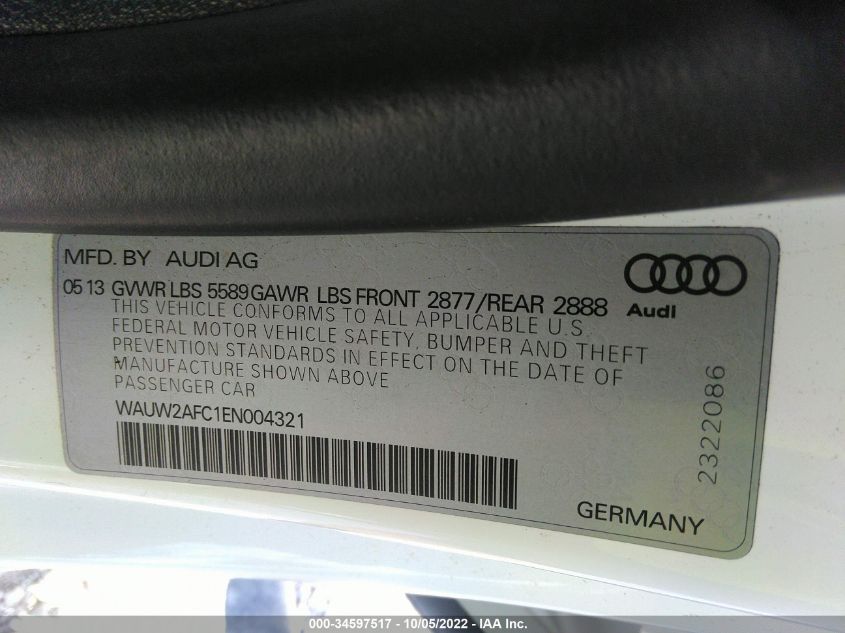 MFD. BY AUDI AG
05 13 GVWR LBS 5589 GAWR LBS FRONT 2877/REAR 2888
THIS VEHICLE CONFORMS TO ALL APPLICABLE U.S.
FEDERAL MOTOR VEHICLE SAFETY, BUMPER AND THEFT
PREVENTION STANDARDS IN EFFECT ON THE DATE OF
MANUFACTURE SHOWN ABOVE
PASSENGER CAR
WAUW2AFC1EN004321
Audi
2322086
GERMANY
000-34597517 - 10/05/2022 - IAA Inc.